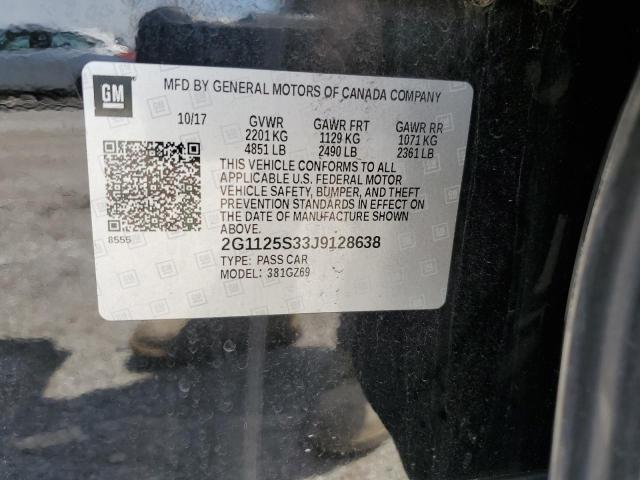 GM
MFD BY GENERAL MOTORS OF CANADA COMPANY
10/17 GVWR GAWR FRT GAWR RR
2201 KG 1129 KG 1071 KG
4851 LB 2490 LB 2361 LB
THIS VEHICLE CONFORMS TO ALL
APPLICABLE U.S. FEDERAL MOTOR
VEHICLE SAFETY, BUMPER, AND THEFT
PREVENTION STANDARDS IN EFFECT ON
THE DATE OF MANUFACTURE SHOWN
ABOVE.
8555
2G1125S33J9128638
TYPE: PASS CAR
MODEL: 381GZ69